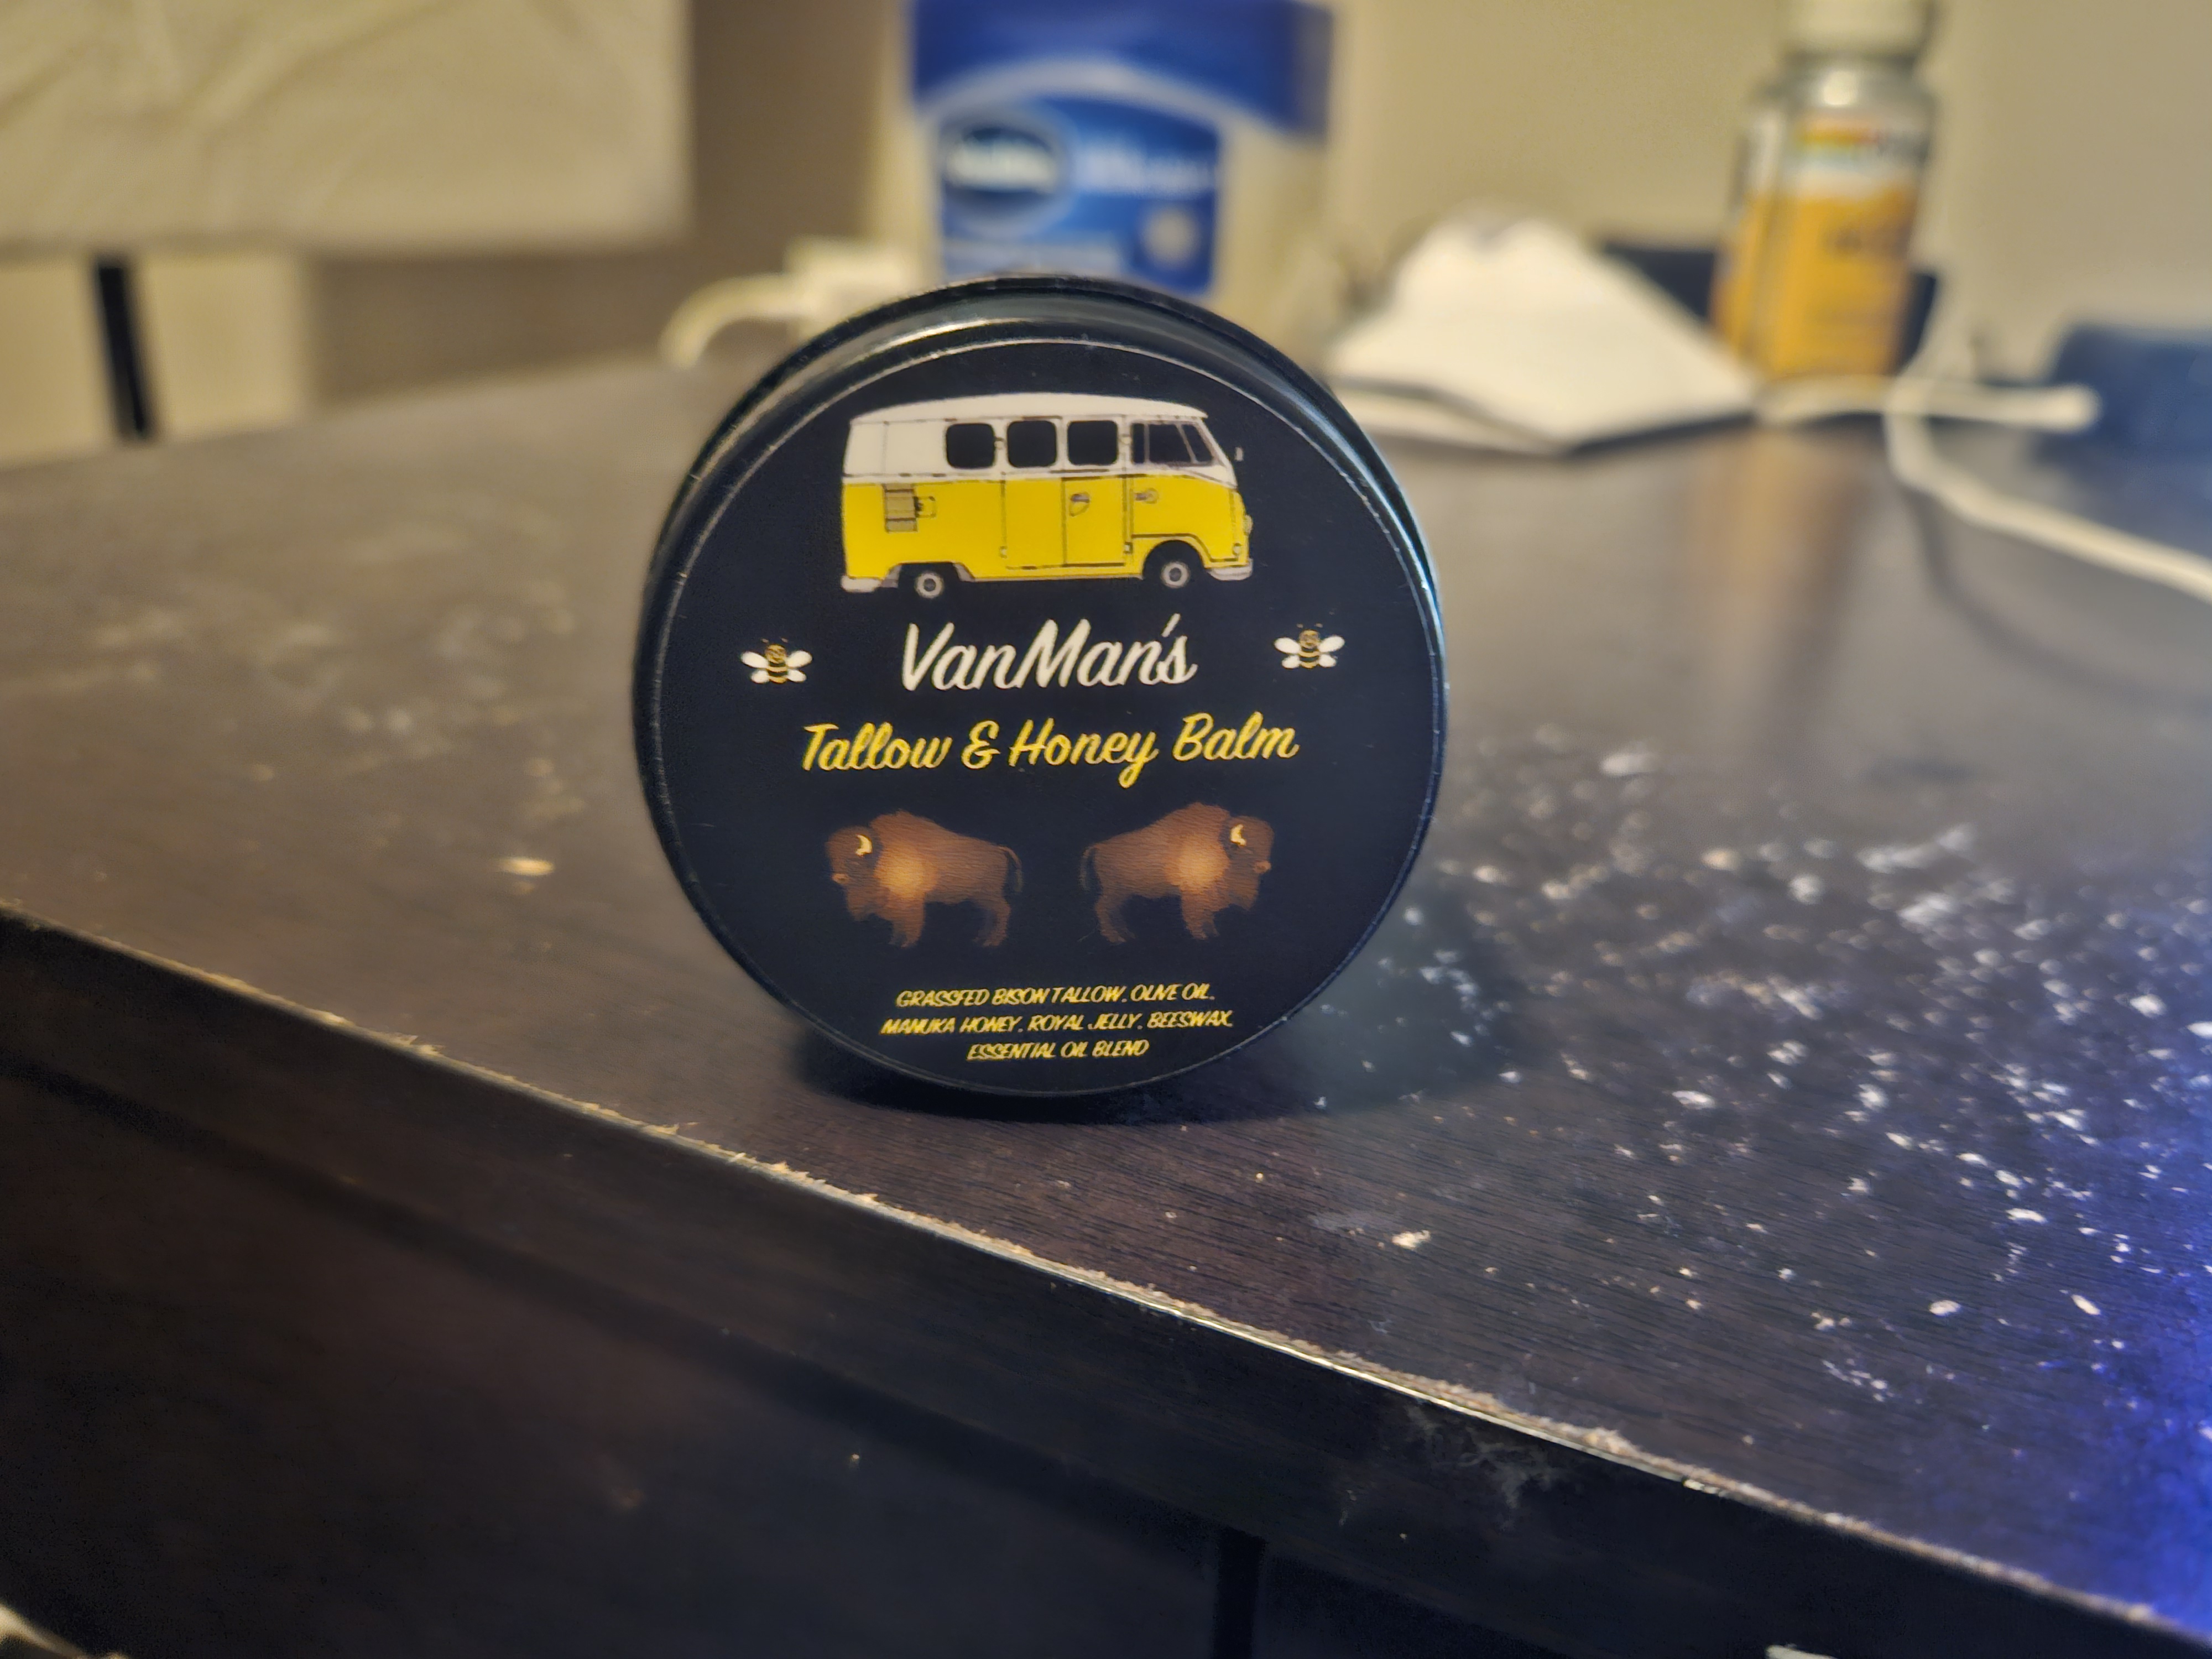 VanMan's
Tallow & Honey Balm
GRASSFED BISON TALLOW, OLIVE OIL,
MANUKA HONEY, ROYAL JELLY, BEESWAX,
ESSENTIAL OIL BLEND